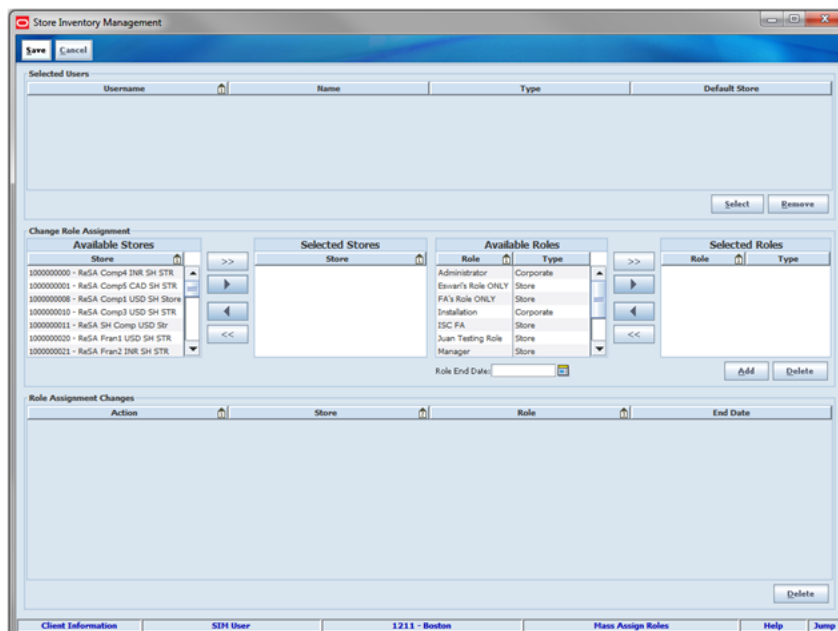 Store Inventory Management
Save Cancel
Selected Users
Username Name Type Default Store
Select Remove
Change Role Assignment
Available Stores Selected Stores Available Roles Selected Roles
Store Store Role Type Role Type
>> >>
1000000000 - ReSA Comp4 INR SH STR Administrator Corporate
1000000001 - ReSA Comp5 CAD SH STR Eswari's Role ONLY Store
1000000008 - ReSA Comp1 USD SH Store FA's Role ONLY Store
1000000010 - ReSA Comp3 USD SH STR Installation Corporate
1000000011 - ReSA SH Comp USD Str ISC FA Store
1000000020 - ReSA Fran1 USD SH STR << Juan Testing Role Store <<
1000000021 - ReSA Fran2 INR SH STR Manager Store
Role End Date: Add Delete
Role Assignment Changes
Action Store Role End Date
Delete
Client Information SIM User 1211 - Boston Mass Assign Roles Help Jump